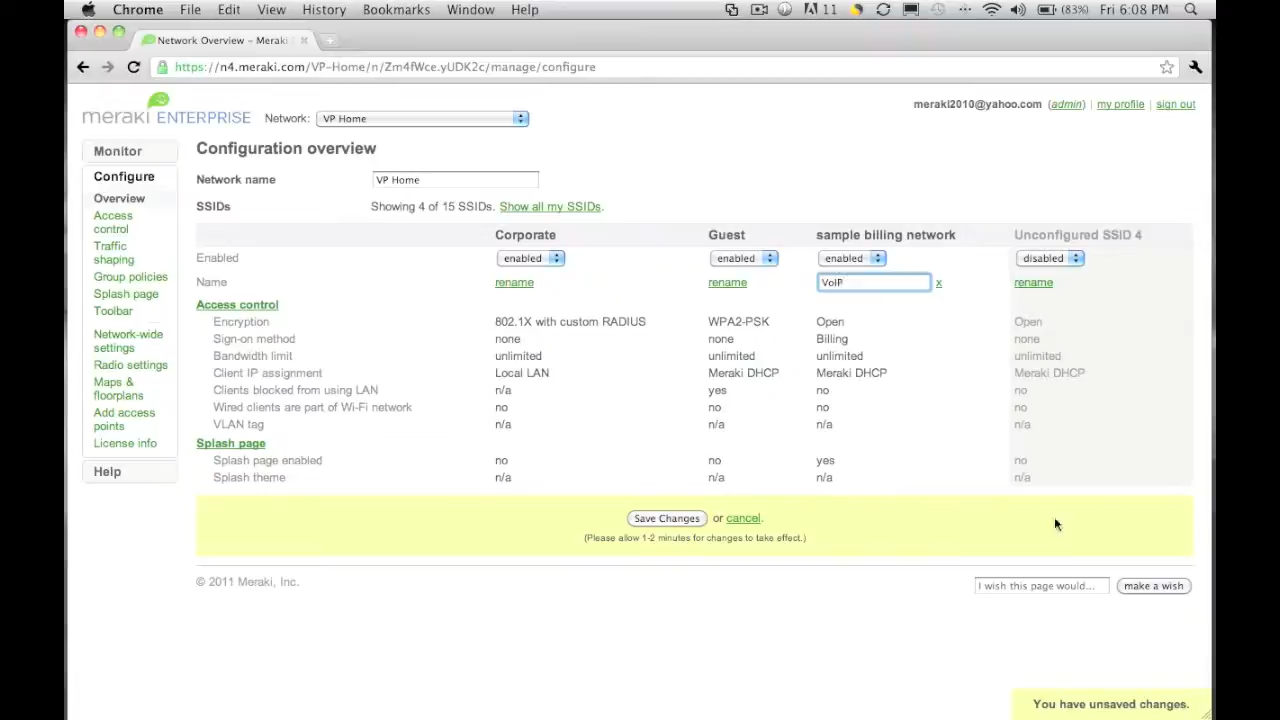 Chrome File Edit View History Bookmarks Window Help 11 (83%) Fri 6:08 PM
Network Overview – Meraki
https://n4.meraki.com/VP-Home/n/Zm4fWce.yUDK2c/manage/configure
meraki ENTERPRISE Network: VP Home meraki2010@yahoo.com (admin) | my profile | sign out
Monitor
Configure
Overview
Access
control
Traffic
shaping
Group policies
Splash page
Toolbar
Network-wide
settings
Radio settings
Maps &
floorplans
Add access
points
License info
Help
Configuration overview
Network name VP Home
SSIDs Showing 4 of 15 SSIDs. Show all my SSIDs.
Corporate Guest sample billing network Unconfigured SSID 4
Enabled enabled enabled enabled disabled
Name rename rename VoIP x rename
Access control
Encryption 802.1X with custom RADIUS WPA2-PSK Open Open
Sign-on method none none Billing none
Bandwidth limit unlimited unlimited unlimited unlimited
Client IP assignment Local LAN Meraki DHCP Meraki DHCP Meraki DHCP
Clients blocked from using LAN n/a yes no no
Wired clients are part of Wi-Fi network no no no no
VLAN tag n/a n/a n/a n/a
Splash page
Splash page enabled no no yes no
Splash theme n/a n/a n/a n/a
Save Changes or cancel.
(Please allow 1-2 minutes for changes to take effect.)
© 2011 Meraki, Inc. I wish this page would... make a wish
You have unsaved changes.